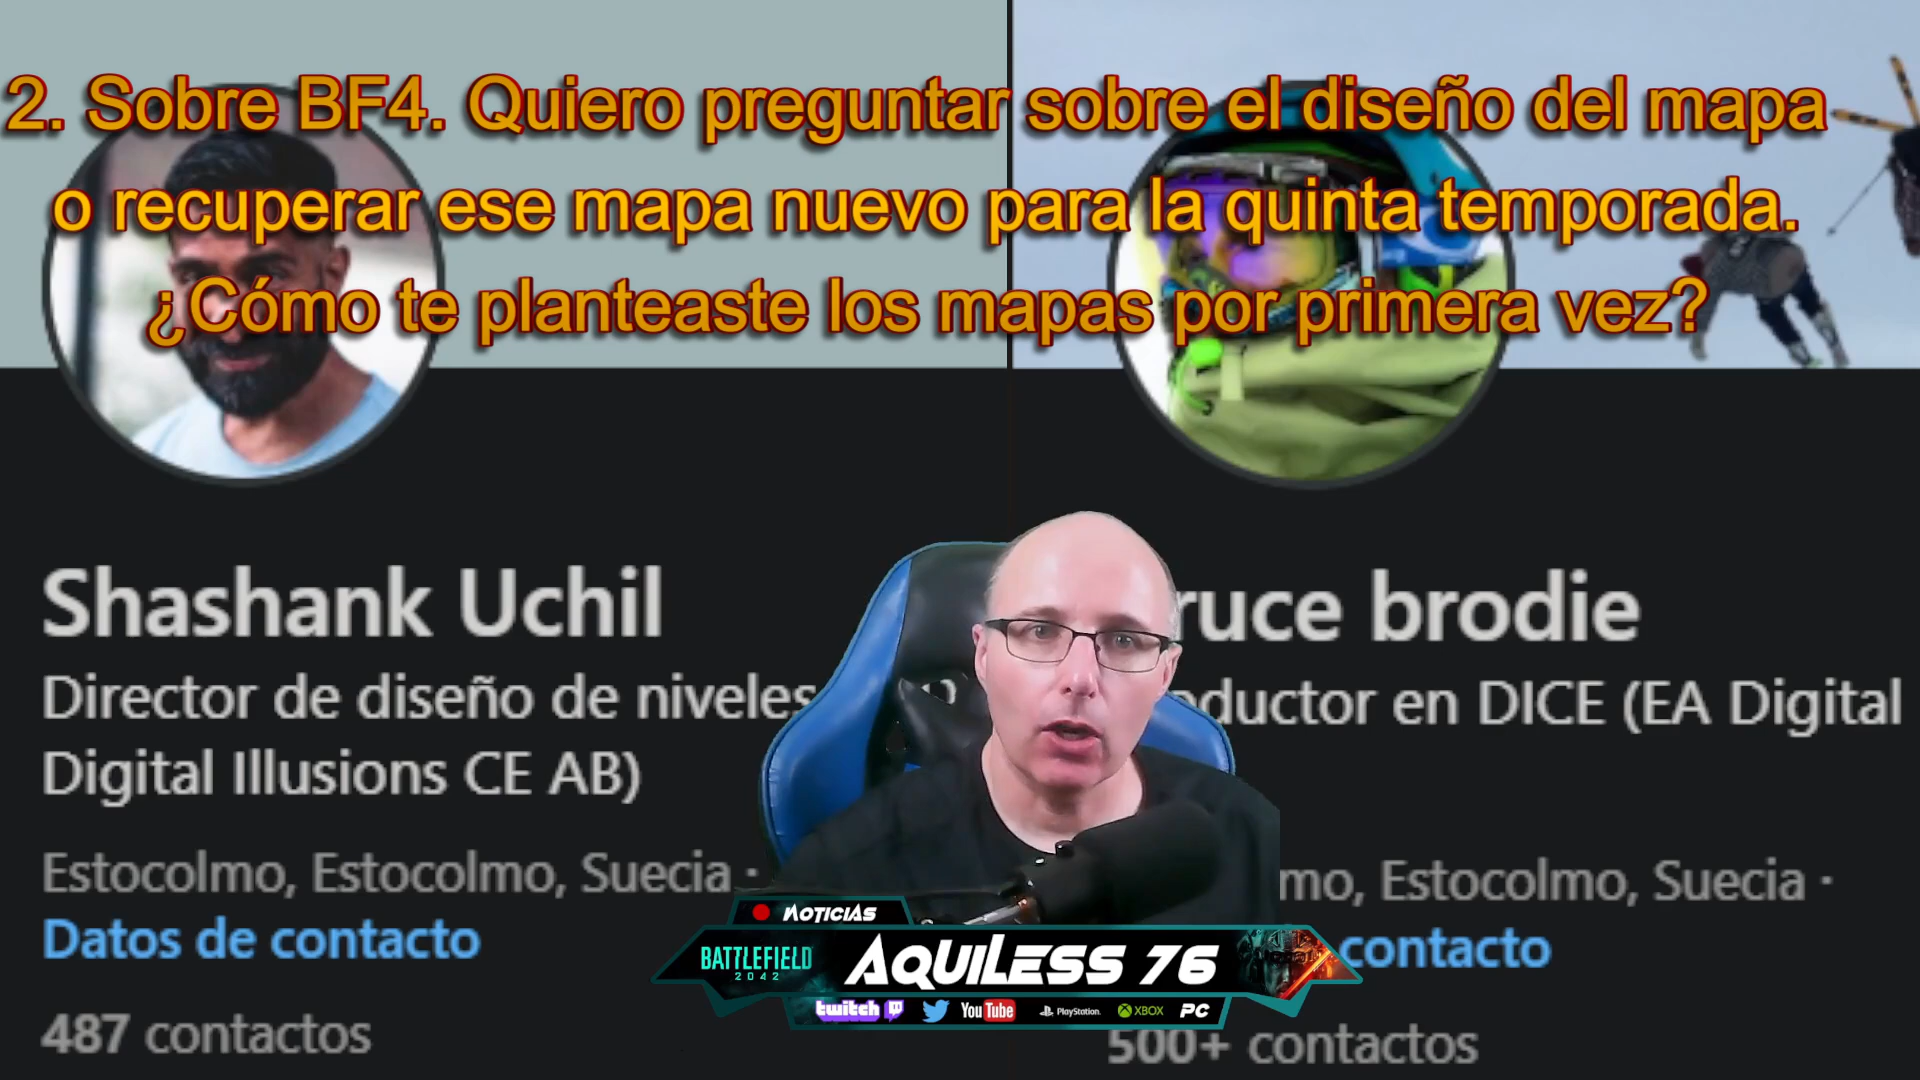 2. Sobre BF4. Quiero preguntar sobre el diseño del mapa
o recuperar ese mapa nuevo para la quinta temporada.
¿Cómo te planteaste los mapas por primera vez?
Shashank Uchil
Director de diseño de niveles
Digital Illusions CE AB)
Estocolmo, Estocolmo, Suecia ·
Datos de contacto
487 contactos
ruce brodie
ductor en DICE (EA Digital
mo, Estocolmo, Suecia ·
contacto
500+ contactos
NOTICIAS
BATTLEFIELD
2042
AQUILESS 76
twitch
YouTube
PlayStation
XBOX
PC